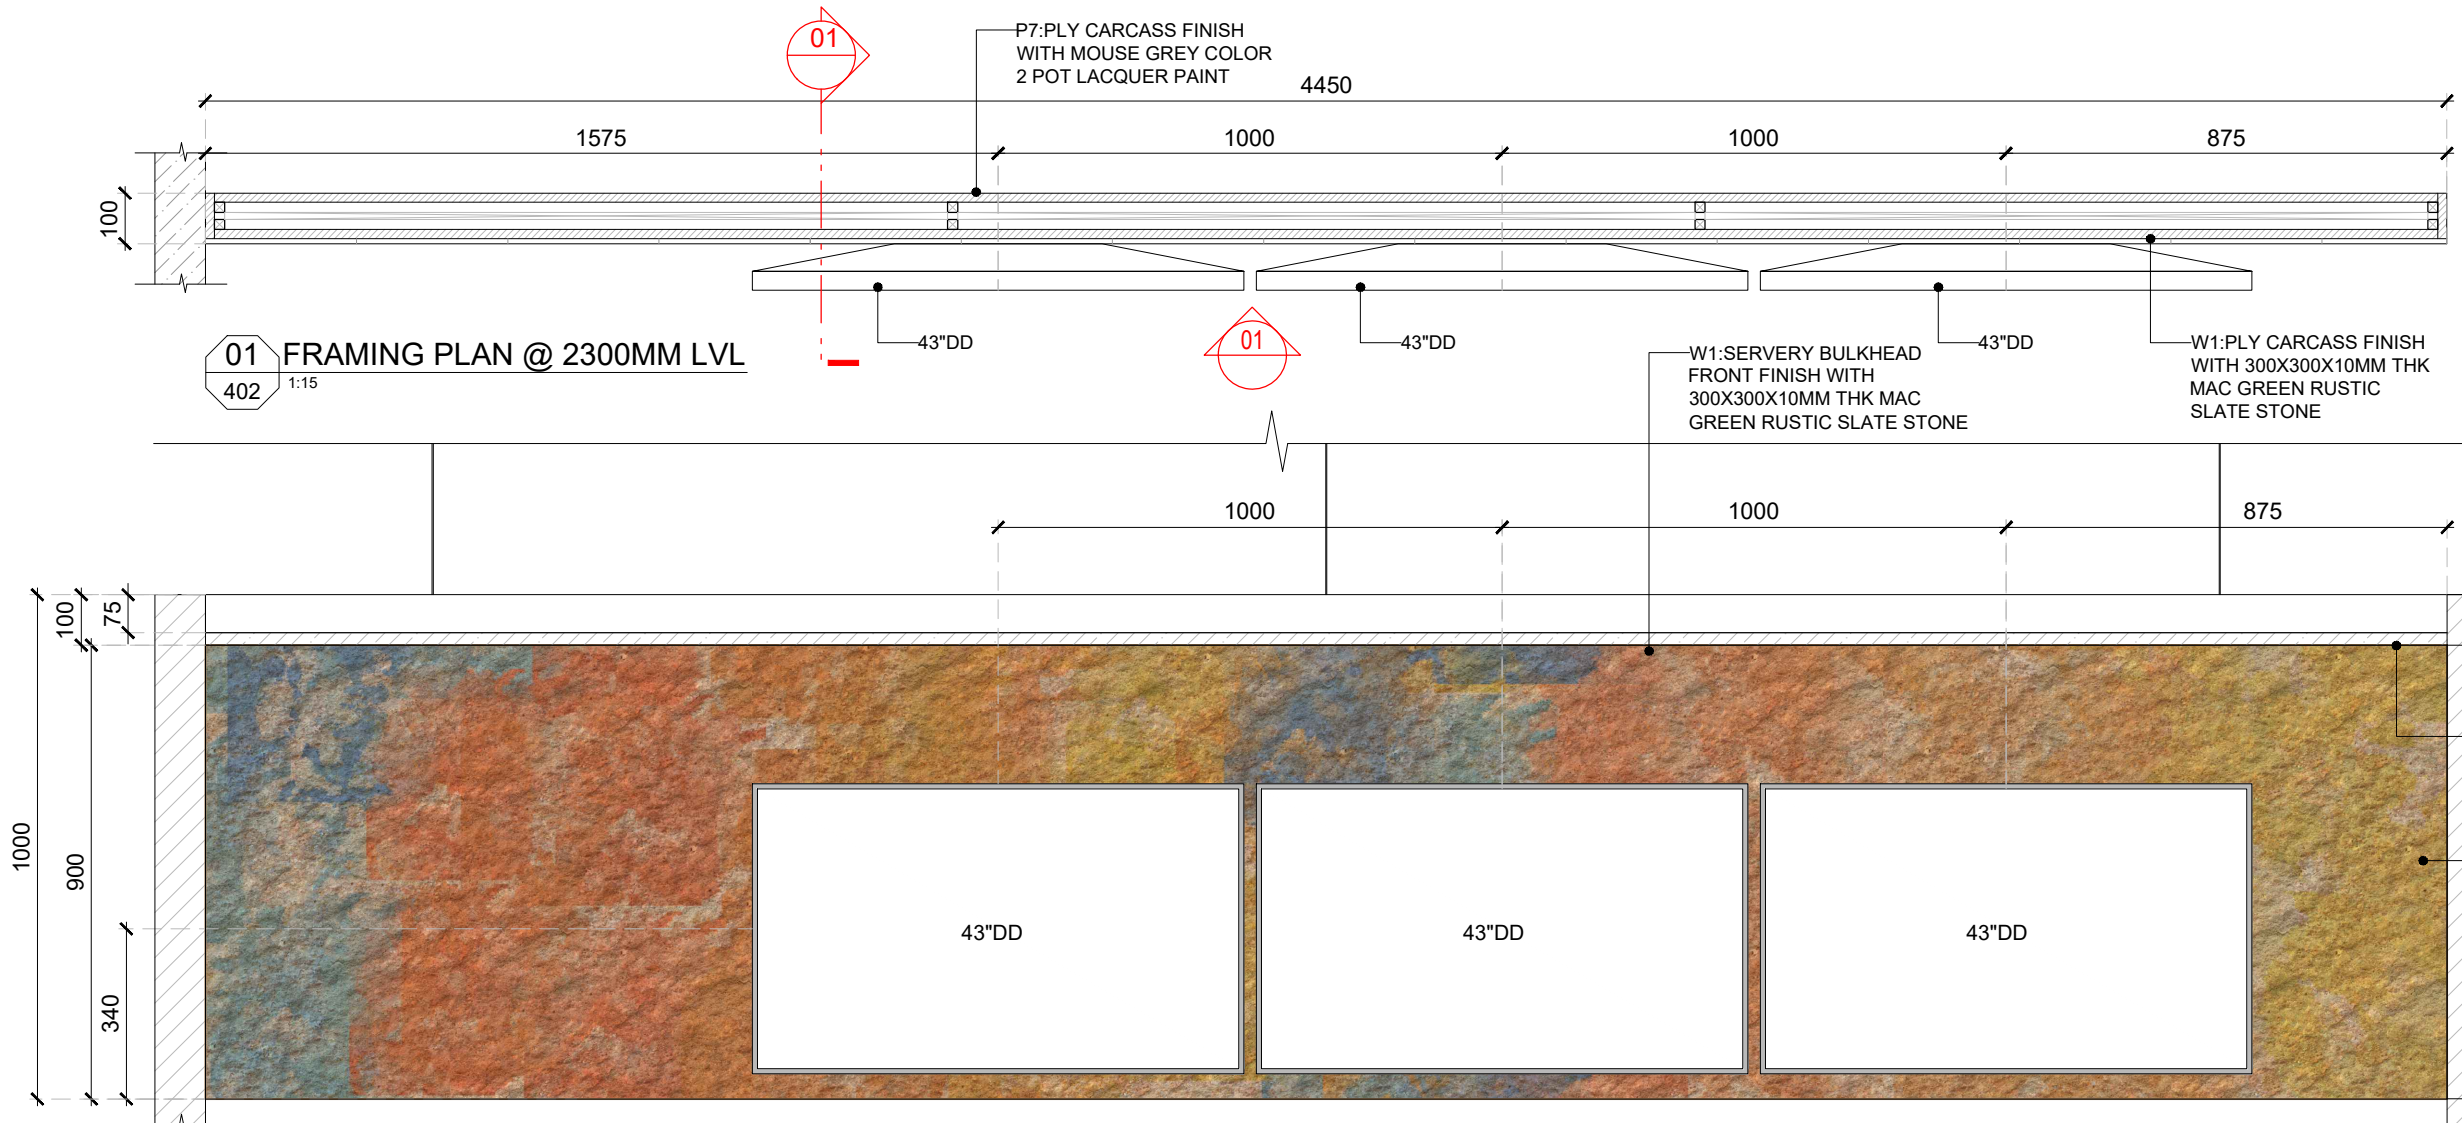 01
P7:PLY CARCASS FINISH
WITH MOUSE GREY COLOR
2 POT LACQUER PAINT
4450
1575
1000
1000
875
100
43"DD
43"DD
43"DD
01
01
402
FRAMING PLAN @ 2300MM LVL
1:15
W1:SERVERY BULKHEAD
FRONT FINISH WITH
300X300X10MM THK MAC
GREEN RUSTIC SLATE STONE
W1:PLY CARCASS FINISH
WITH 300X300X10MM THK
MAC GREEN RUSTIC
SLATE STONE
1000
1000
875
100
75
1000
900
340
43"DD
43"DD
43"DD